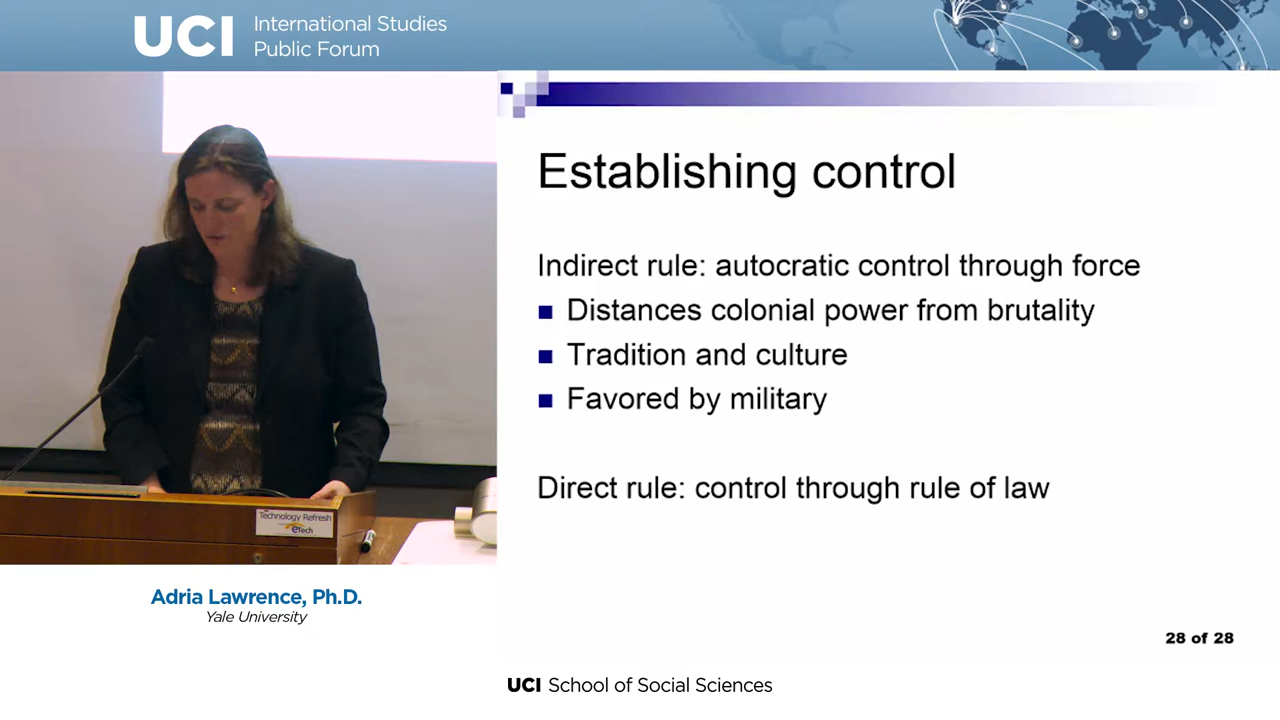 UCI
International Studies
Public Forum
Establishing control
Indirect rule: autocratic control through force
Distances colonial power from brutality
Tradition and culture
Favored by military
Direct rule: control through rule of law
Technology Refresh
eTech
Adria Lawrence, Ph.D.
Yale University
28 of 28
UCI School of Social Sciences